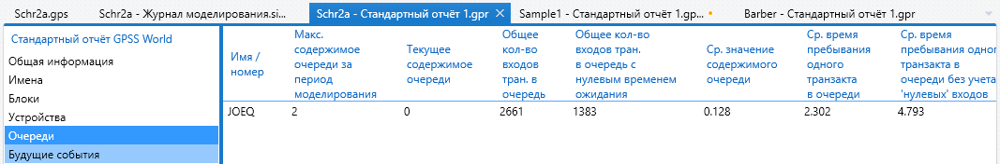 Schr2a.gps
Schr2a - Журнал моделирования.si...
Schr2a - Стандартный отчёт 1.gpr
Sample1 - Стандартный отчёт 1.gp...
Barber - Стандартный отчёт 1.gpr
Стандартный отчёт GPSS World
Общая информация
Имена
Блоки
Устройства
Очереди
Будущие события
Имя /
номер
Макс.
содержимое
очереди за
период
моделирования
Текущее
содержимое
очереди
Общее
кол-во
входов
тран. в
очередь
Общее кол-во
входов тран.
в очередь с
нулевым временем
ожидания
Ср. значение
содержимого
очереди
Ср. время
пребывания
одного
транзакта
в очереди
Ср. время
пребывания одног
транзакта в
очереди без учета
'нулевых' входов
JOEQ 2 0 2661 1383 0.128 2.302 4.793